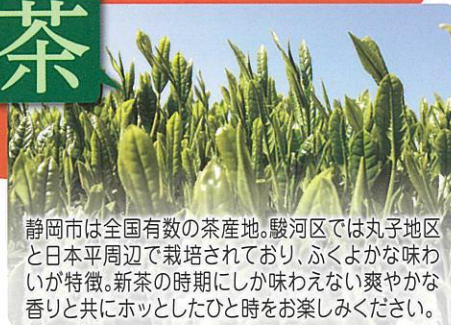 茶
静岡市は全国有数の茶産地。駿河区では丸子地区
と日本平周辺で栽培されており、ふくよかな味わ
いが特徴。新茶の時期にしか味わえない爽やかな
香りと共にホッとしたひと時をお楽しみください。